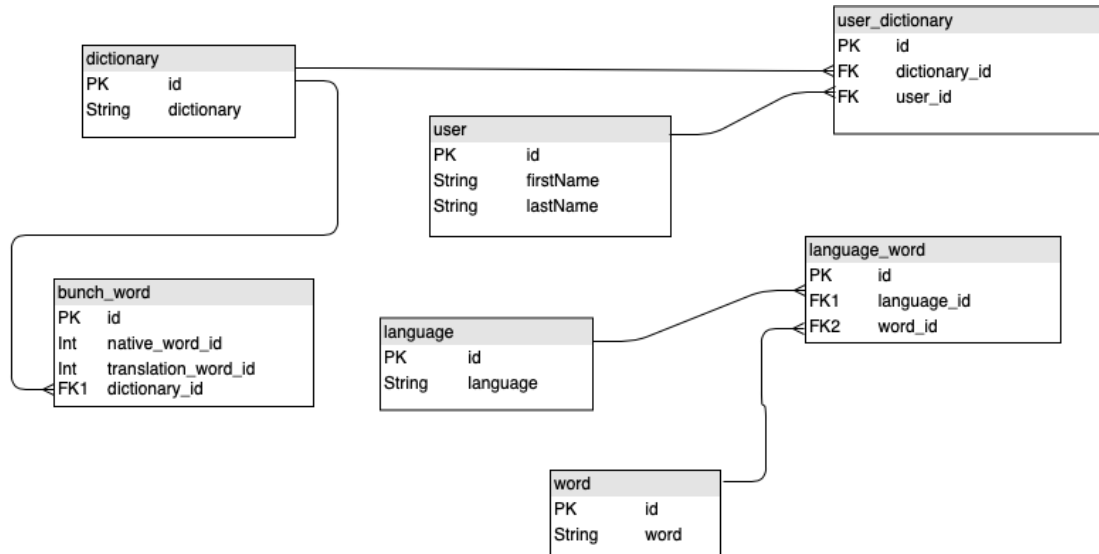 user_dictionary
PK id
FK dictionary_id
FK user_id
dictionary
PK id
String dictionary
user
PK id
String firstName
String lastName
language_word
PK id
FK1 language_id
FK2 word_id
bunch_word
PK id
Int native_word_id
Int translation_word_id
FK1 dictionary_id
language
PK id
String language
word
PK id
String word